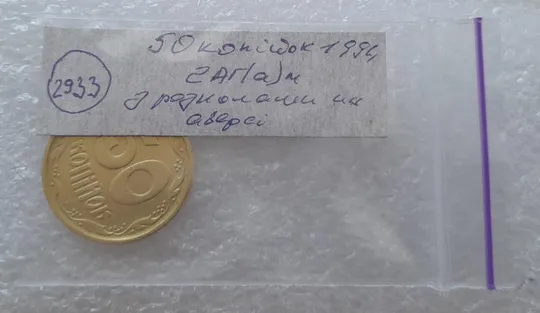 50 копійок 1994
2АГ(а)м
2933
з розколами на
аверсі
50
КОПІЙОК